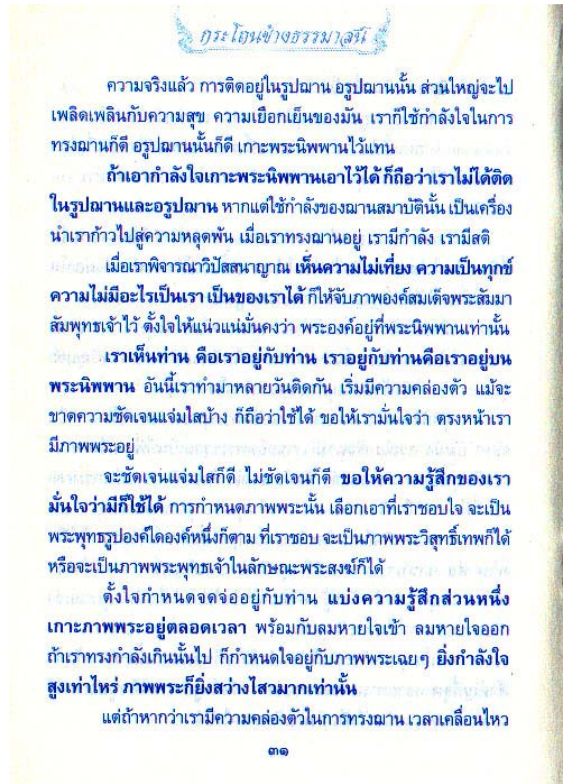 กระโถนข้างธรรมาสน์
ความจริงแล้ว การติดอยู่ในรูปฌาน อรูปฌานนั้น ส่วนใหญ่จะไป
เพลิดเพลินกับความสุข ความเยือกเย็นของมัน เราก็ใช้กำลังใจในการ
ทรงฌานก็ดี อรูปฌานนั้นก็ดี เกาะพระนิพพานไว้แทน
ถ้าเอากำลังใจเกาะพระนิพพานเอาไว้ได้ ก็ถือว่าเราไม่ได้ติด
ในรูปฌานและอรูปฌาน หากแต่ใช้กำลังของฌานสมาบัตินั้น เป็นเครื่อง
นำเราก้าวไปสู่ความหลุดพ้น เมื่อเราทรงฌานอยู่ เรามีกำลัง เรามีสติ
เมื่อเราพิจารณาวิปัสสนาญาณ เห็นความไม่เที่ยง ความเป็นทุกข์
ความไม่มีอะไรเป็นเรา เป็นของเราได้ ก็ให้จับภาพองค์สมเด็จพระสัมมา
สัมพุทธเจ้าไว้ ตั้งใจให้แน่วแน่มั่นคงว่า พระองค์อยู่ที่พระนิพพานเท่านั้น
เราเห็นท่าน คือเราอยู่กับท่าน เราอยู่กับท่านคือเราอยู่บน
พระนิพพาน อันนี้เราทำมาหลายวันติดกัน เริ่มมีความคล่องตัว แม้จะ
ขาดความชัดเจนแจ่มใสบ้าง ก็ถือว่าใช้ได้ ขอให้เรามั่นใจว่า ตรงหน้าเรา
มีภาพพระอยู่
จะชัดเจนแจ่มใสก็ดี ไม่ชัดเจนก็ดี ขอให้ความรู้สึกของเรา
มั่นใจว่ามีก็ใช้ได้ การกำหนดภาพพระนั้น เลือกเอาที่เราชอบใจ จะเป็น
พระพุทธรูปองค์ใดองค์หนึ่งก็ตาม ที่เราชอบ จะเป็นภาพพระวิสุทธิ์เทพก็ได้
หรือจะเป็นภาพพระพุทธเจ้าในลักษณะพระสงฆ์ก็ได้
ตั้งใจกำหนดจดจ่ออยู่กับท่าน แบ่งความรู้สึกส่วนหนึ่ง
เกาะภาพพระอยู่ตลอดเวลา พร้อมกับลมหายใจเข้า ลมหายใจออก
ถ้าเราทรงกำลังเกินนั้นไป ก็กำหนดใจอยู่กับภาพพระเฉยๆ ยิ่งกำลังใจ
สูงเท่าไหร่ ภาพพระก็ยิ่งสว่างไสวมากเท่านั้น
แต่ถ้าหากว่าเรามีความคล่องตัวในการทรงฌาน เวลาเคลื่อนไหว
๓๑